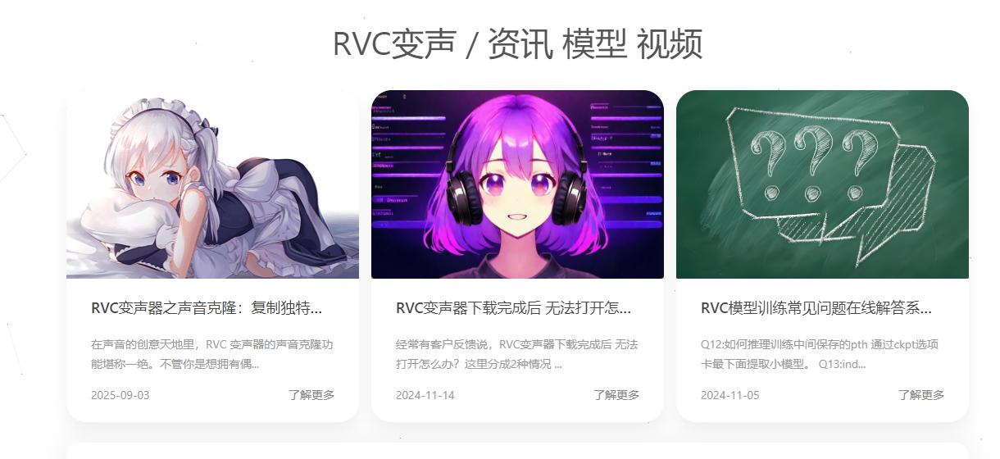 RVC变声 / 资讯 模型 视频
RVC变声器之声音克隆：复制独特...
在声音的创意天地里，RVC 变声器的声音克隆功
能堪称一绝。不管你是想拥有偶...
2025-09-03
了解更多
RVC变声器下载完成后 无法打开怎...
经常有客户反馈说，RVC变声器下载完成后 无法
打开怎么办？这里分成2种情况 ...
2024-11-14
了解更多
RVC模型训练常见问题在线解答系...
Q12:如何推理训练中间保存的pth 通过ckpt选项
卡最下面提取小模型。 Q13:ind...
2024-11-05
了解更多
???